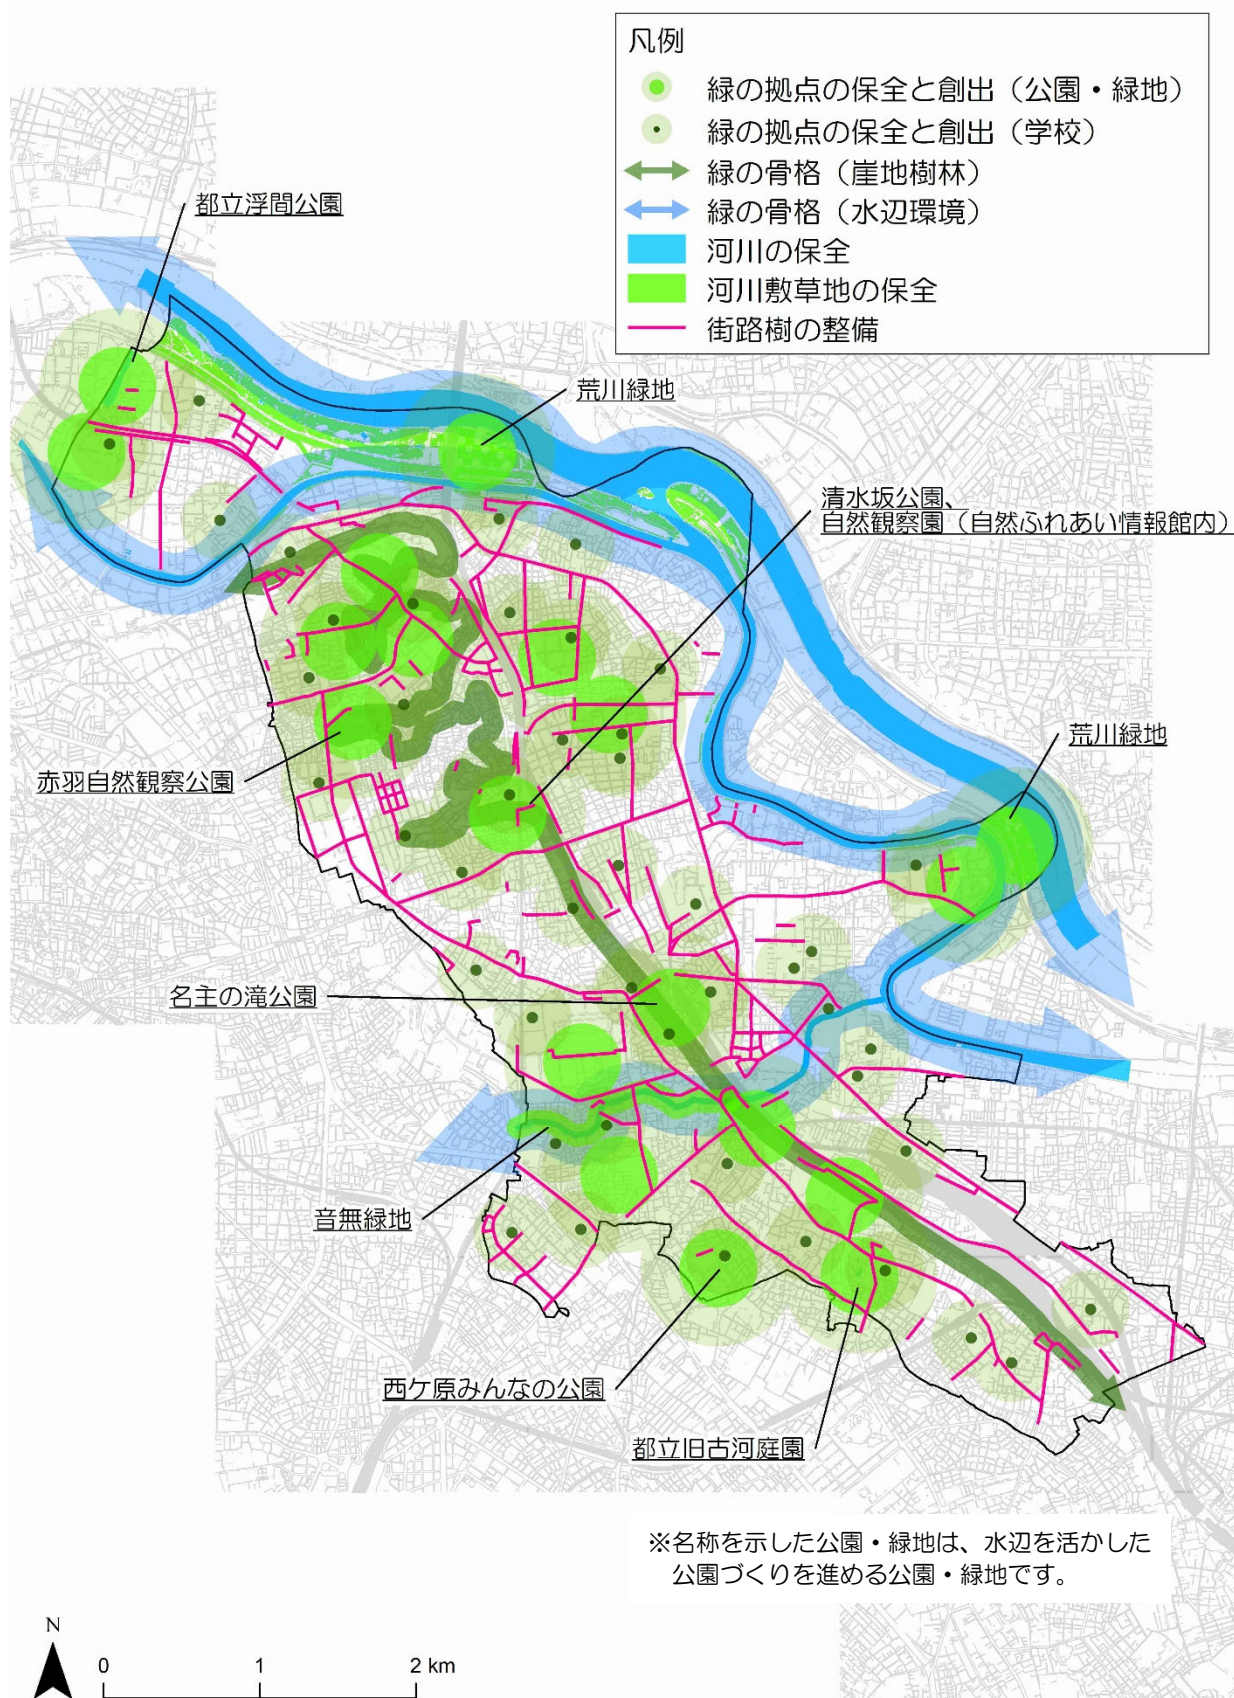 凡例
緑の拠点の保全と創出（公園・緑地）
緑の拠点の保全と創出（学校）
緑の骨格（崖地樹林）
緑の骨格（水辺環境）
河川の保全
河川敷草地の保全
街路樹の整備
都立浮間公園
荒川緑地
清水坂公園、
自然観察園（自然ふれあい情報館内）
荒川緑地
赤羽自然観察公園
名主の滝公園
音無緑地
西ケ原みんなの公園
都立旧古河庭園
※名称を示した公園・緑地は、水辺を活かした
公園づくりを進める公園・緑地です。
N
0 1 2 km